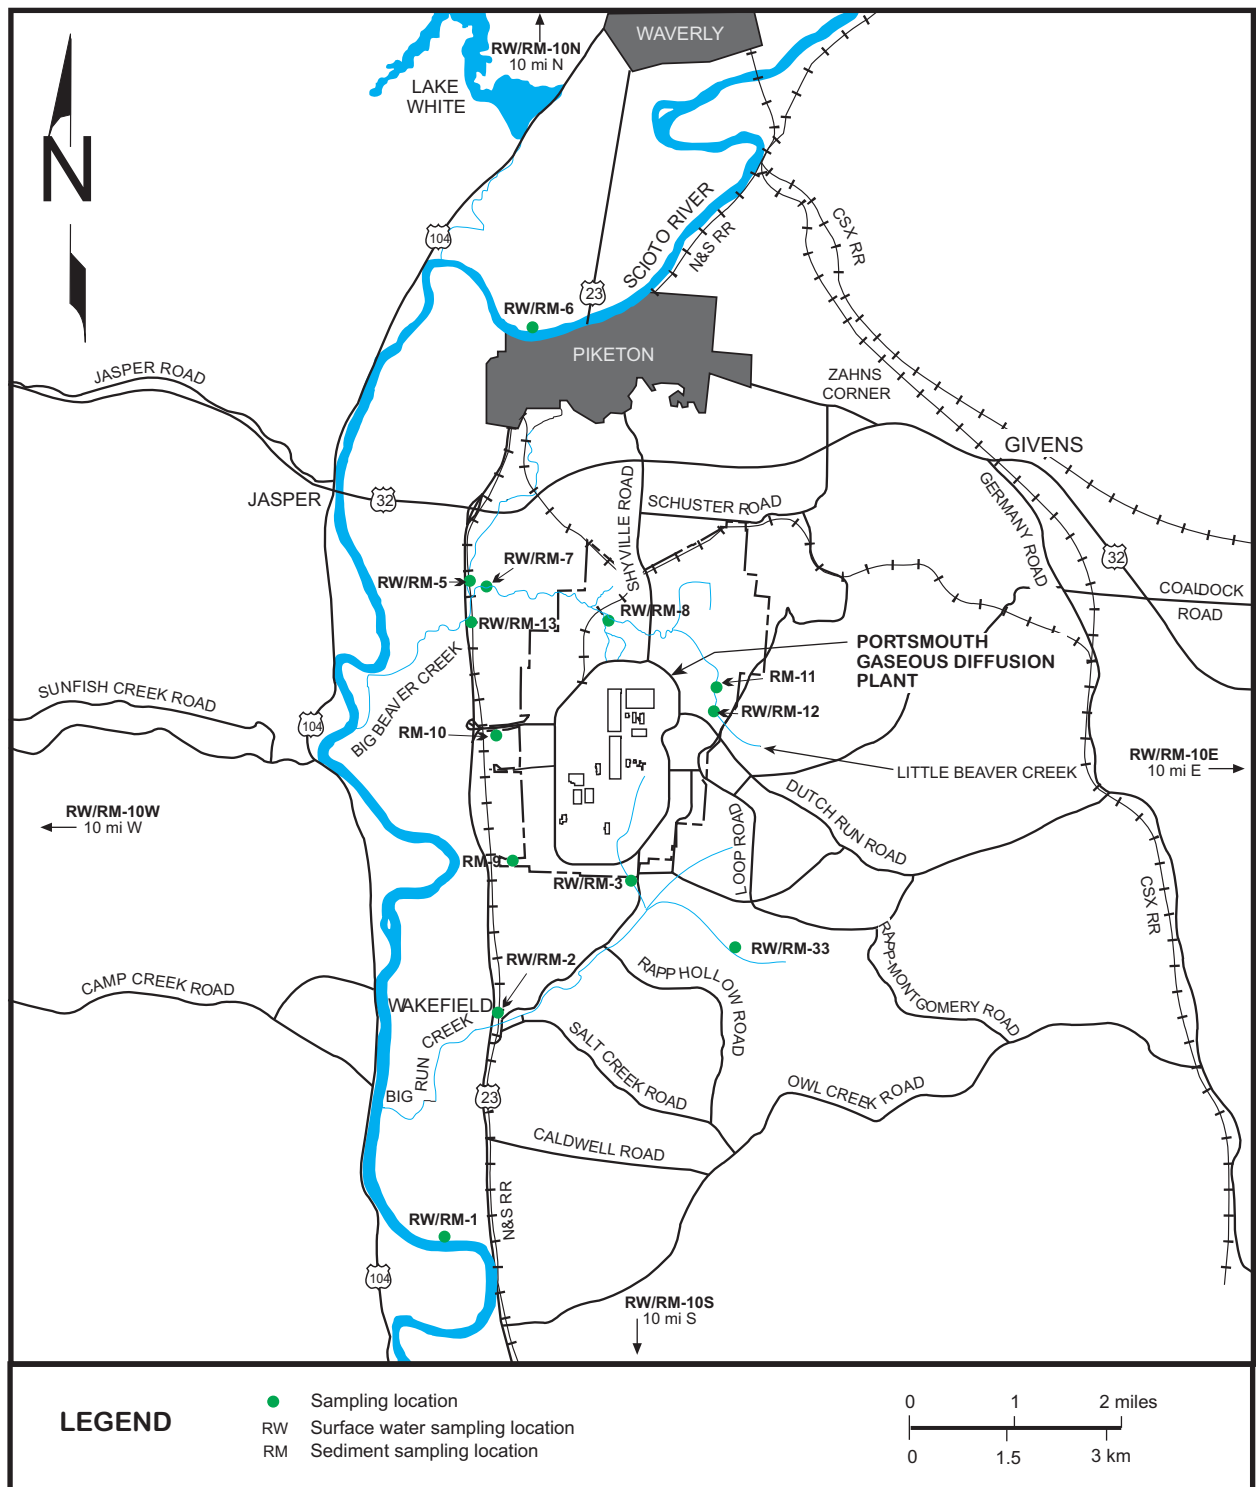 WAVERLY
RW/RM-10N
10 mi N
LAKE
WHITE
N
104
SCIOTO RIVER
N&S RR
CSX RR
23
RW/RM-6
PIKETON
JASPER ROAD
ZAHNS
CORNER
GIVENS
JASPER
32
SHYVILLE ROAD
SCHUSTER ROAD
GERMANY ROAD
32
RW/RM-7
RW/RM-5
COALDOCK
ROAD
RW/RM-8
RW/RM-13
PORTSMOUTH
GASEOUS DIFFUSION
PLANT
BIG BEAVER CREEK
RM-11
SUNFISH CREEK ROAD
RW/RM-12
104
RM-10
RW/RM-10E
10 mi E
LITTLE BEAVER CREEK
RW/RM-10W
10 mi W
DUTCH RUN ROAD
LOOP ROAD
RM-9
RW/RM-3
CSX RR
RW/RM-33
RAPP-MONTGOMERY ROAD
RW/RM-2
RAPP HOLLOW ROAD
CAMP CREEK ROAD
WAKEFIELD
BIG RUN CREEK
SALT CREEK ROAD
OWL CREEK ROAD
23
CALDWELL ROAD
N&S RR
RW/RM-1
104
RW/RM-10S
10 mi S
LEGEND
Sampling location
RW Surface water sampling location
RM Sediment sampling location
0 1 2 miles
0 1.5 3 km